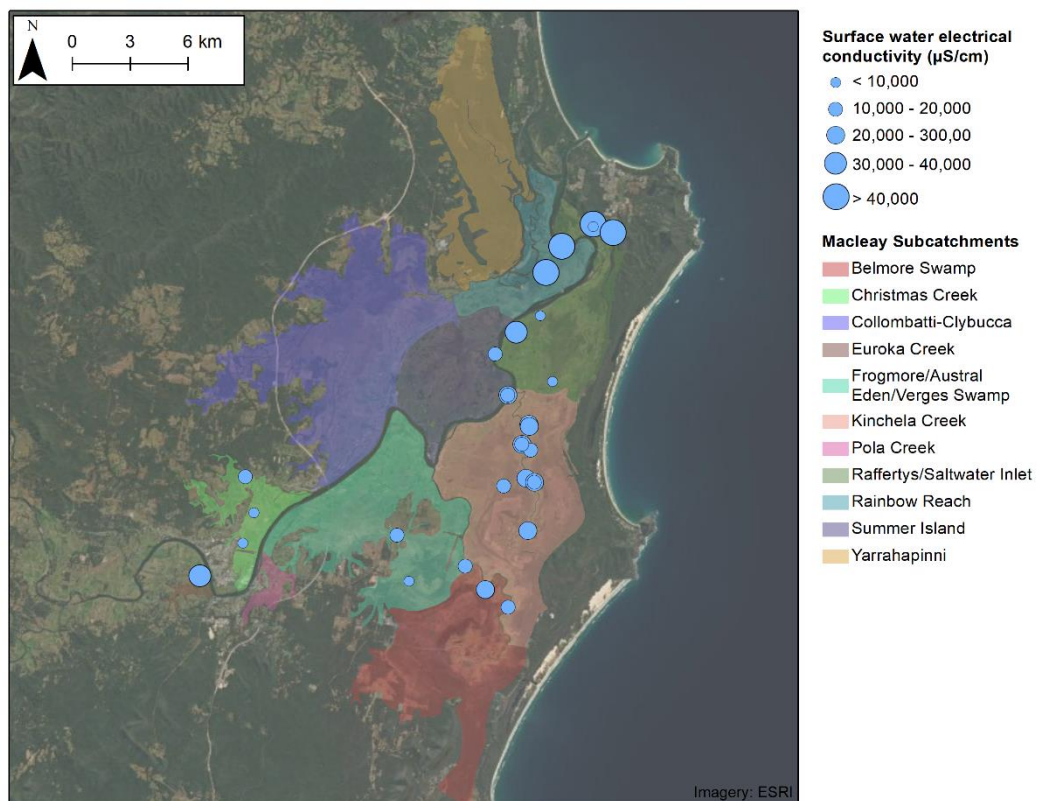 N
0 3 6 km
Surface water electrical
conductivity (µS/cm)
< 10,000
10,000 - 20,000
20,000 - 300,00
30,000 - 40,000
> 40,000
Macleay Subcatchments
Belmore Swamp
Christmas Creek
Collombatti-Clybucca
Euroka Creek
Frogmore/Austral
Eden/Verges Swamp
Kinchela Creek
Pola Creek
Raffertys/Saltwater Inlet
Rainbow Reach
Summer Island
Yarrahapinni
Imagery: ESRI